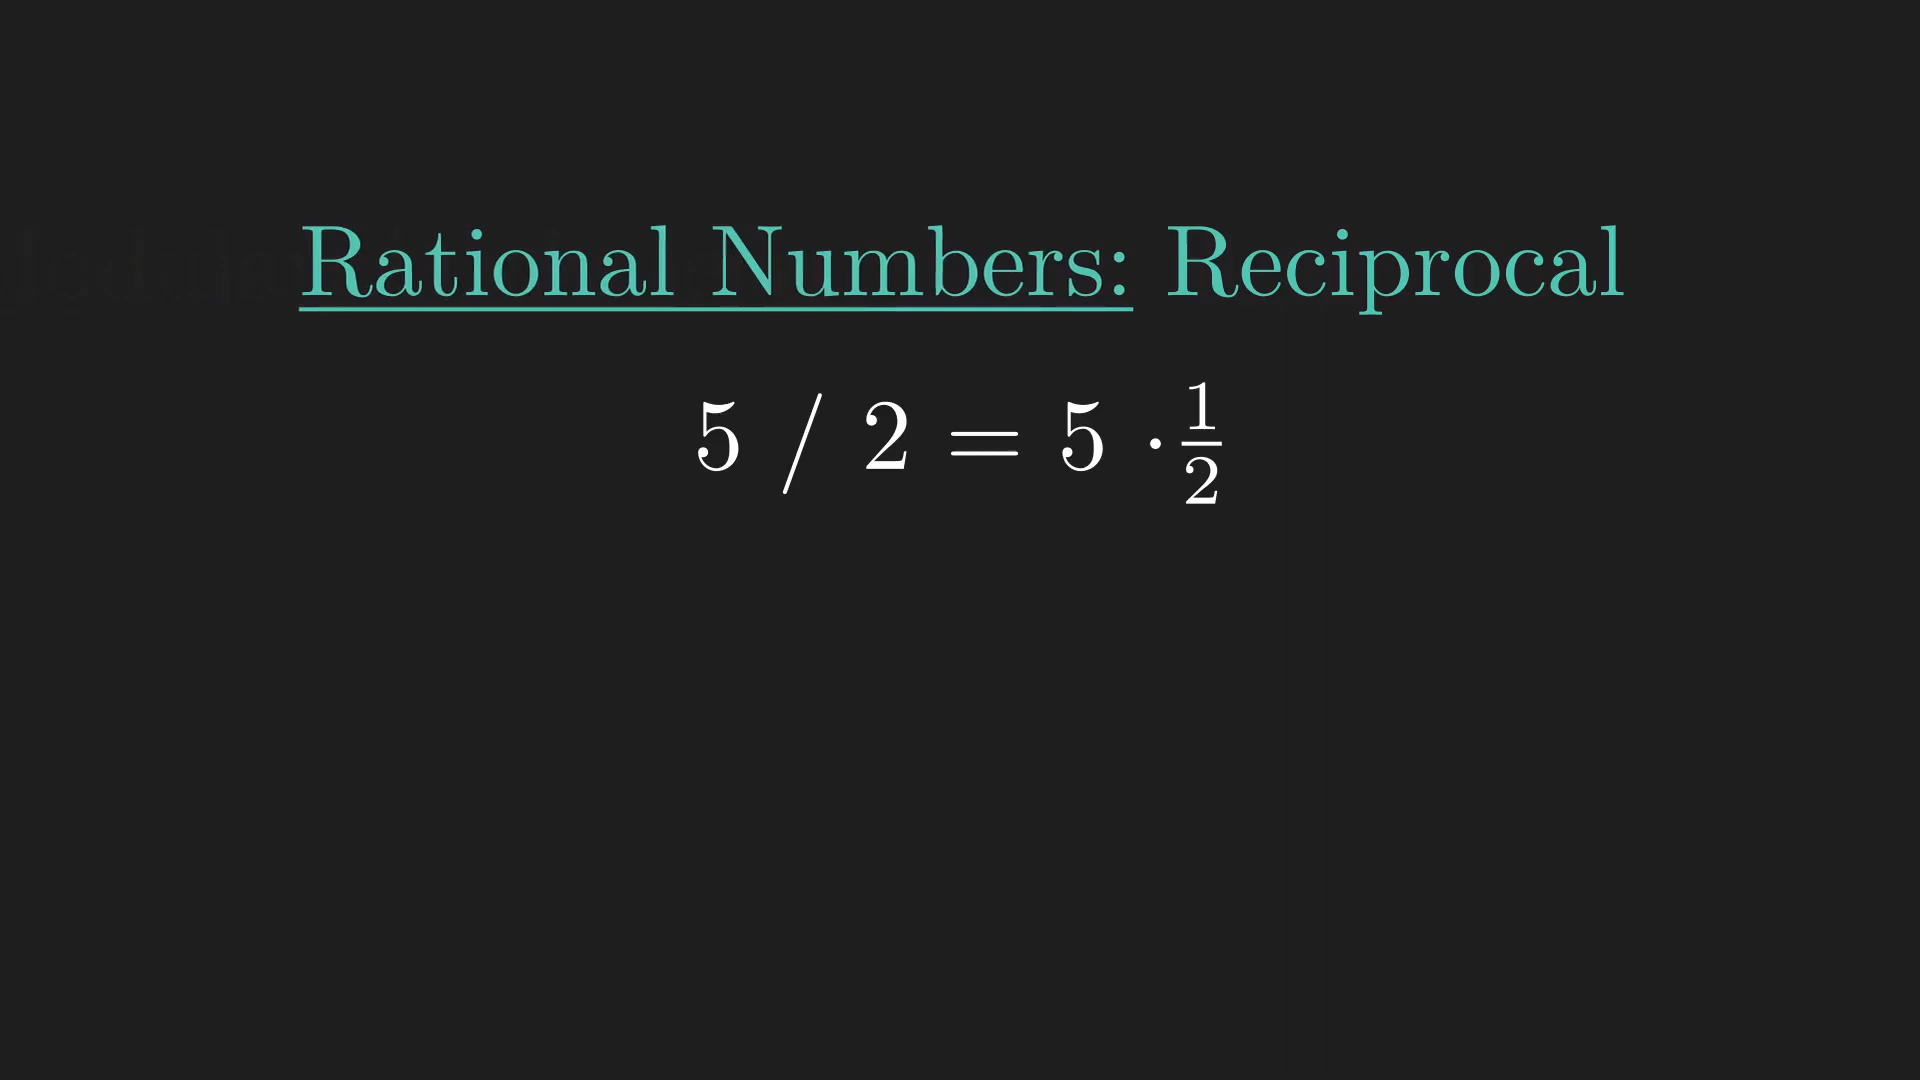 Rational Numbers: Reciprocal
5 / 2 = 5 · 1/2